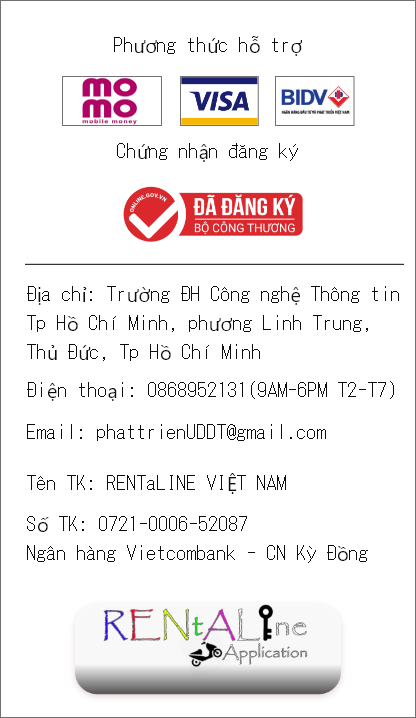 Phương thức hỗ trợ
mo
mo
mobile money
VISA
BIDV
NGÂN HÀNG ĐẦU TƯ VÀ PHÁT TRIỂN VIỆT NAM
Chứng nhận đăng ký
ONLINE.GOV.VN
ĐÃ ĐĂNG KÝ
BỘ CÔNG THƯƠNG
Địa chỉ: Trường ĐH Công nghệ Thông tin
Tp Hồ Chí Minh, phương Linh Trung,
Thủ Đức, Tp Hồ Chí Minh
Điện thoại: 0868952131(9AM-6PM T2-T7)
Email: phattrienUDDT@gmail.com
Tên TK: RENTaLINE VIỆT NAM
Số TK: 0721-0006-52087
Ngân hàng Vietcombank - CN Kỳ Đồng
RENtALIne
Application